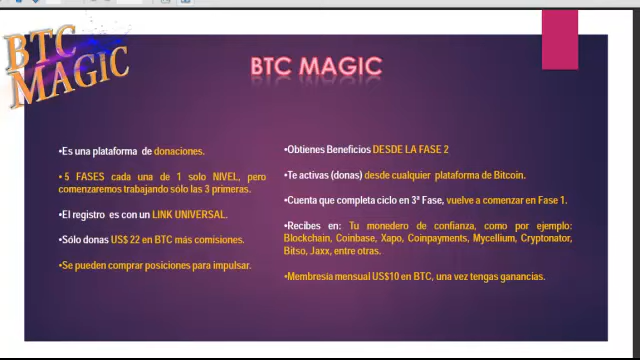 BTC
MAGIC
BTC MAGIC
•Es una plataforma de donaciones.
• 5 FASES cada una de 1 solo NIVEL, pero
comenzaremos trabajando sólo las 3 primeras.
•El registro es con un LINK UNIVERSAL.
•Sólo donas US$ 22 en BTC más comisiones.
•Se pueden comprar posiciones para impulsar.
•Obtienes Beneficios DESDE LA FASE 2
•Te activas (donas) desde cualquier plataforma de Bitcoin.
•Cuenta que completa ciclo en 3ª Fase, vuelve a comenzar en Fase 1.
•Recibes en: Tu monedero de confianza, como por ejemplo:
Blockchain, Coinbase, Xapo, Coinpayments, Mycellium, Cryptonator,
Bitso, Jaxx, entre otras.
•Membresía mensual US$10 en BTC, una vez tengas ganancias.